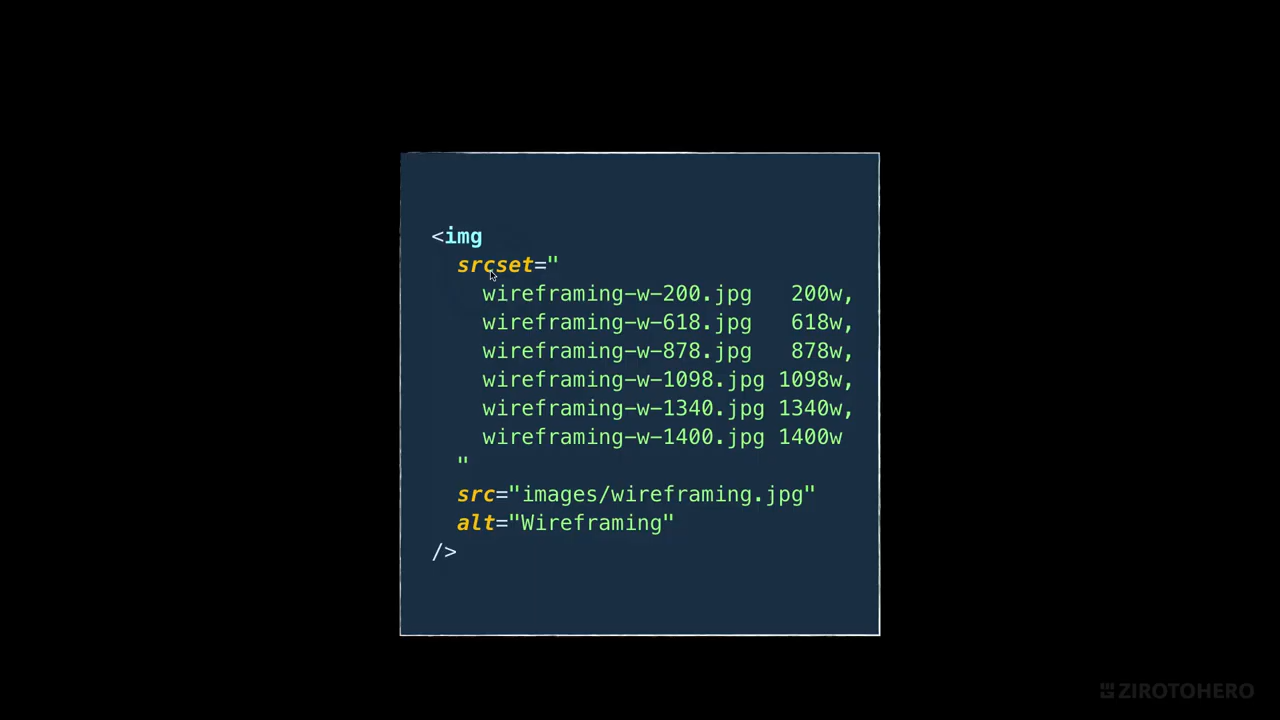 <img
srcset="
wireframing-w-200.jpg 200w,
wireframing-w-618.jpg 618w,
wireframing-w-878.jpg 878w,
wireframing-w-1098.jpg 1098w,
wireframing-w-1340.jpg 1340w,
wireframing-w-1400.jpg 1400w
"
src="images/wireframing.jpg"
alt="Wireframing"
/>
ZIROTOHERO